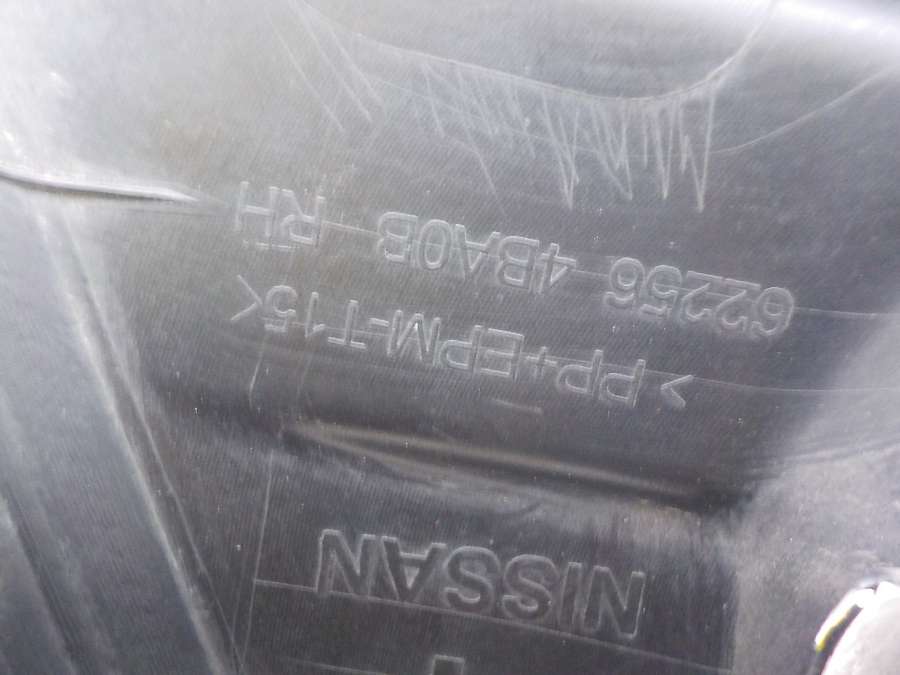 NISSAN
>PP+EPM-T15<
62256 4BA0B RH